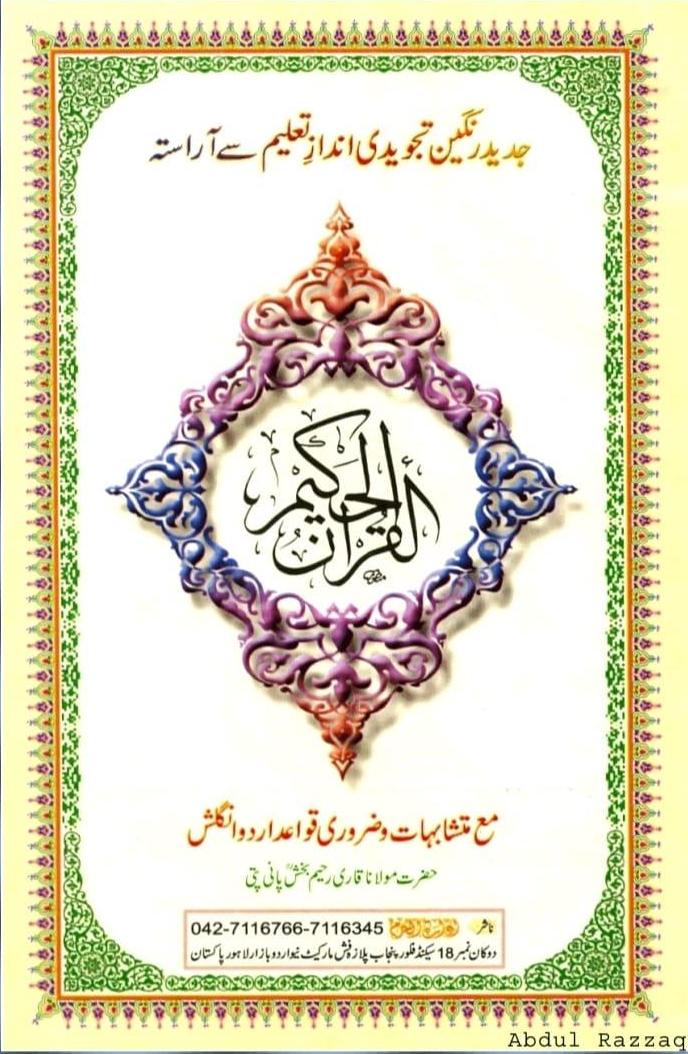 جدید رنگین تجویدی اندازِ تعلیم سے آراستہ
القرآن الحکیم
مع متشابہات و ضروری قواعد اردو انگلش
حضرت مولانا قاری رحیم بخشؒ پانی پتی
ناشر 042-7116766-7116345
دوکان نمبر 18 سیکنڈ فلور پنجاب پلازہ فش مارکیٹ نیو اردو بازار لاہور پاکستان
Abdul Razzaq